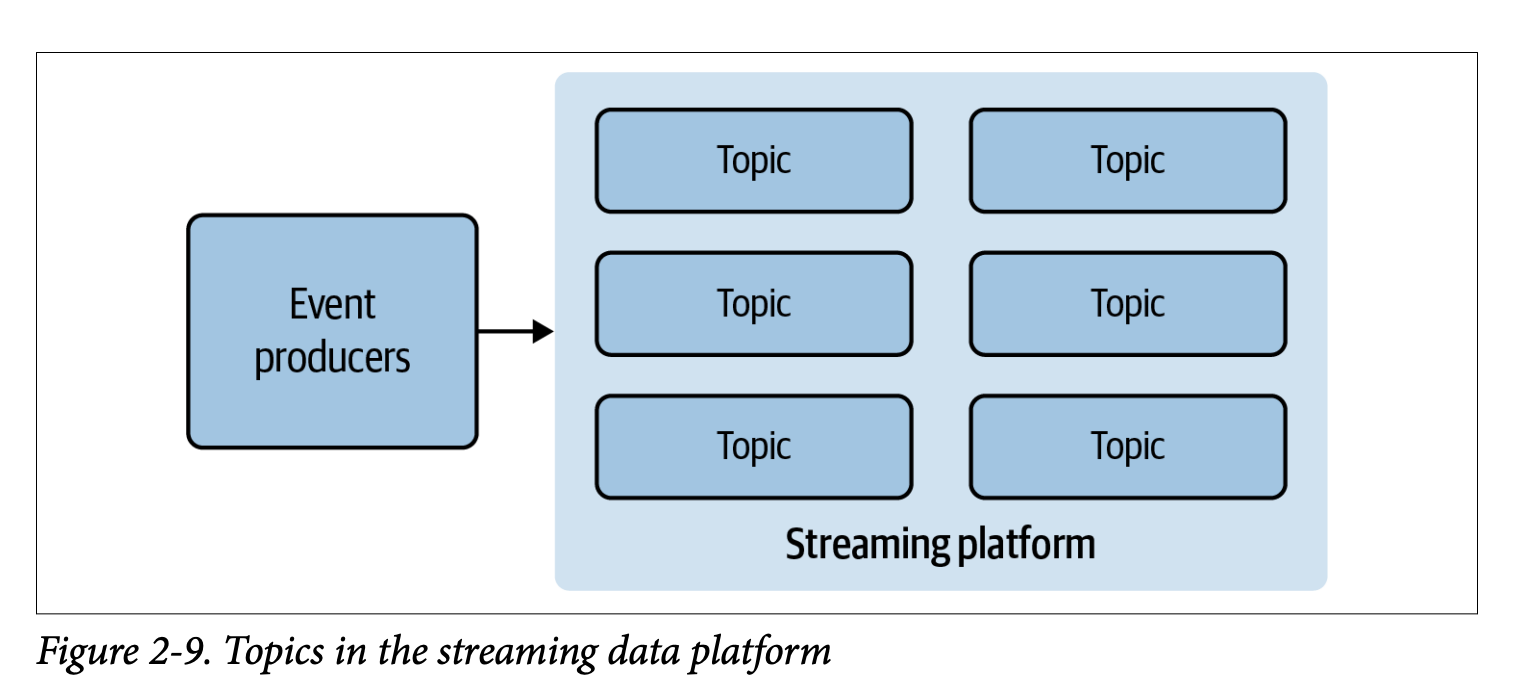 Event
producers
Topic
Topic
Topic
Topic
Topic
Topic
Streaming platform
Figure 2-9. Topics in the streaming data platform